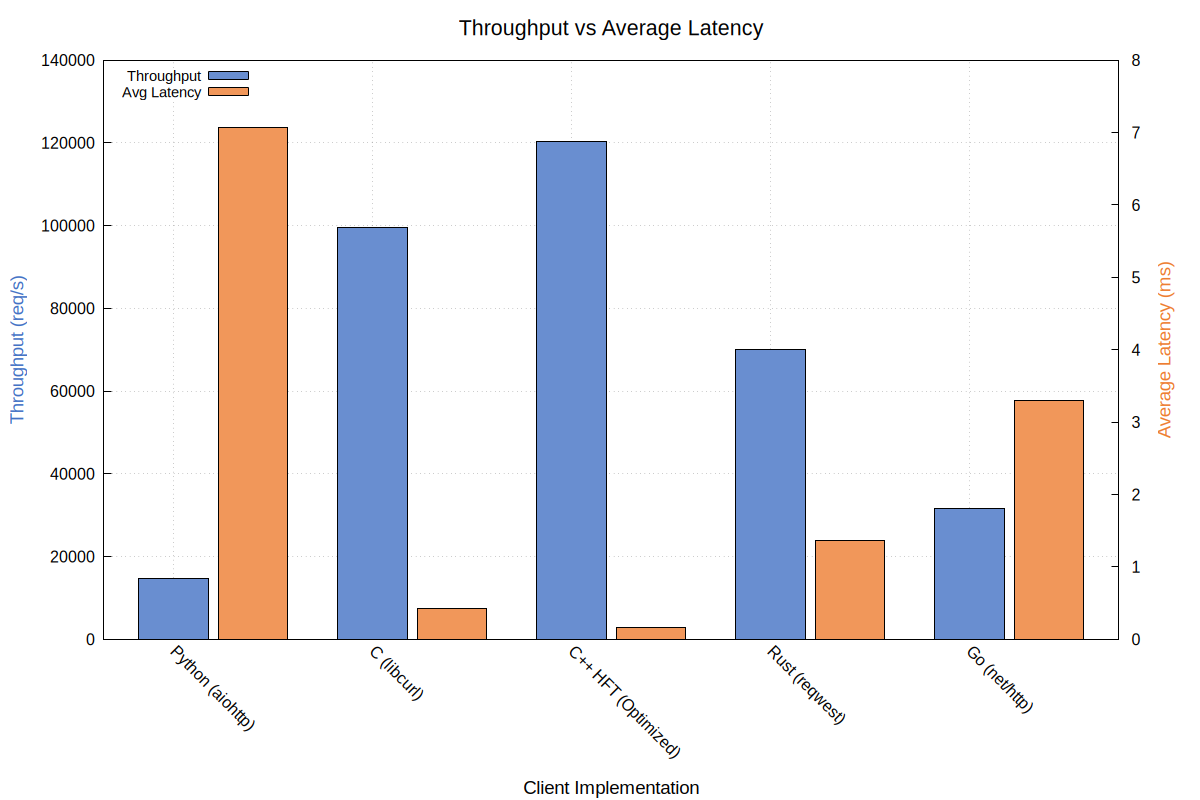 Throughput vs Average Latency
Throughput
Avg Latency
140000
120000
100000
80000
60000
40000
20000
0
Throughput (req/s)
8
7
6
5
4
3
2
1
0
Average Latency (ms)
Python (aiohttp)
C (libcurl)
C++ HFT (Optimized)
Rust (reqwest)
Go (net/http)
Client Implementation